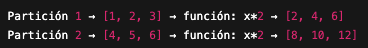 Partición 1 → [1, 2, 3] → función: x*2 → [2, 4, 6]
Partición 2 → [4, 5, 6] → función: x*2 → [8, 10, 12]